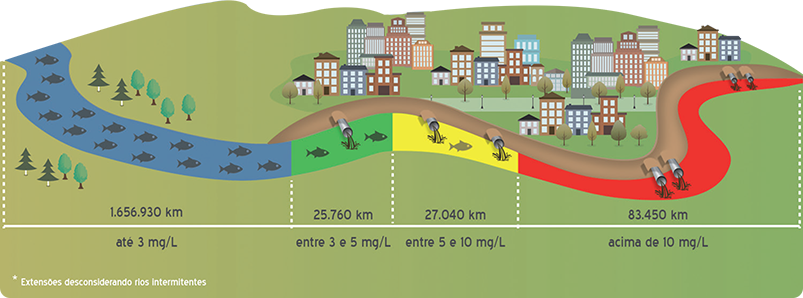 1.656.930 km 25.760 km 27.040 km 83.450 km
até 3 mg/L entre 3 e 5 mg/L entre 5 e 10 mg/L acima de 10 mg/L
* Extensões desconsiderando rios intermitentes